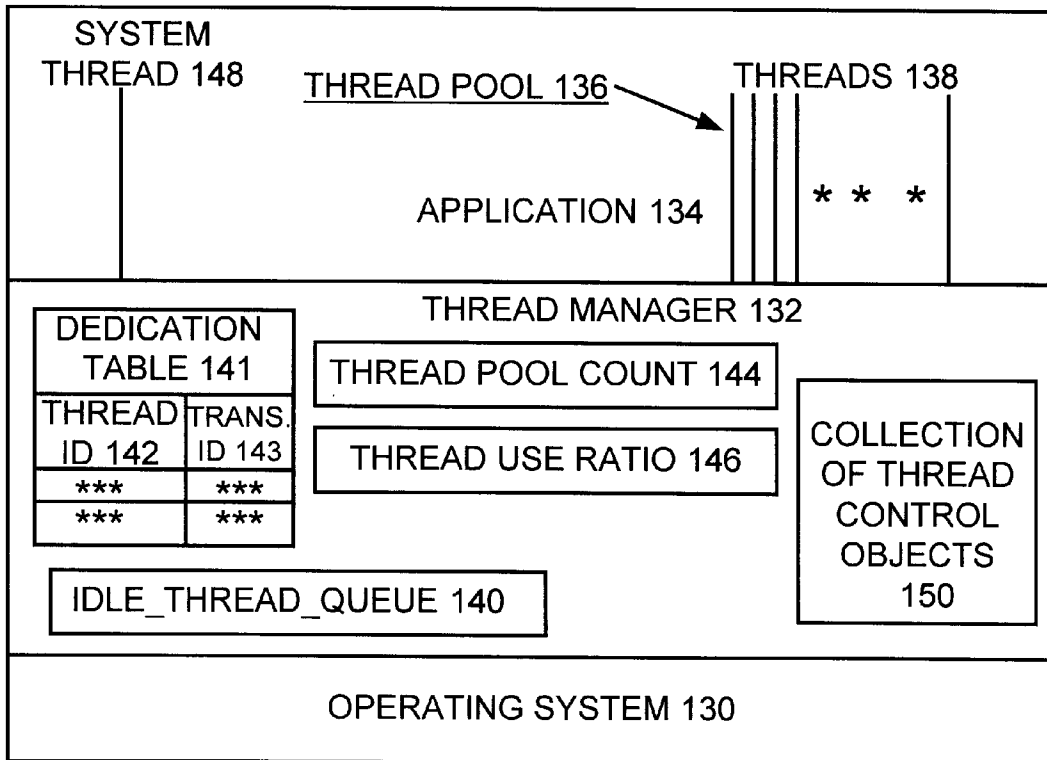 SYSTEM
THREAD 148
THREAD POOL 136
THREADS 138
APPLICATION 134
* * *
THREAD MANAGER 132
DEDICATION
TABLE 141
THREAD
ID 142
TRANS.
ID 143
*** ***
*** ***
THREAD POOL COUNT 144
THREAD USE RATIO 146
COLLECTION
OF THREAD
CONTROL
OBJECTS
150
IDLE_THREAD_QUEUE 140
OPERATING SYSTEM 130